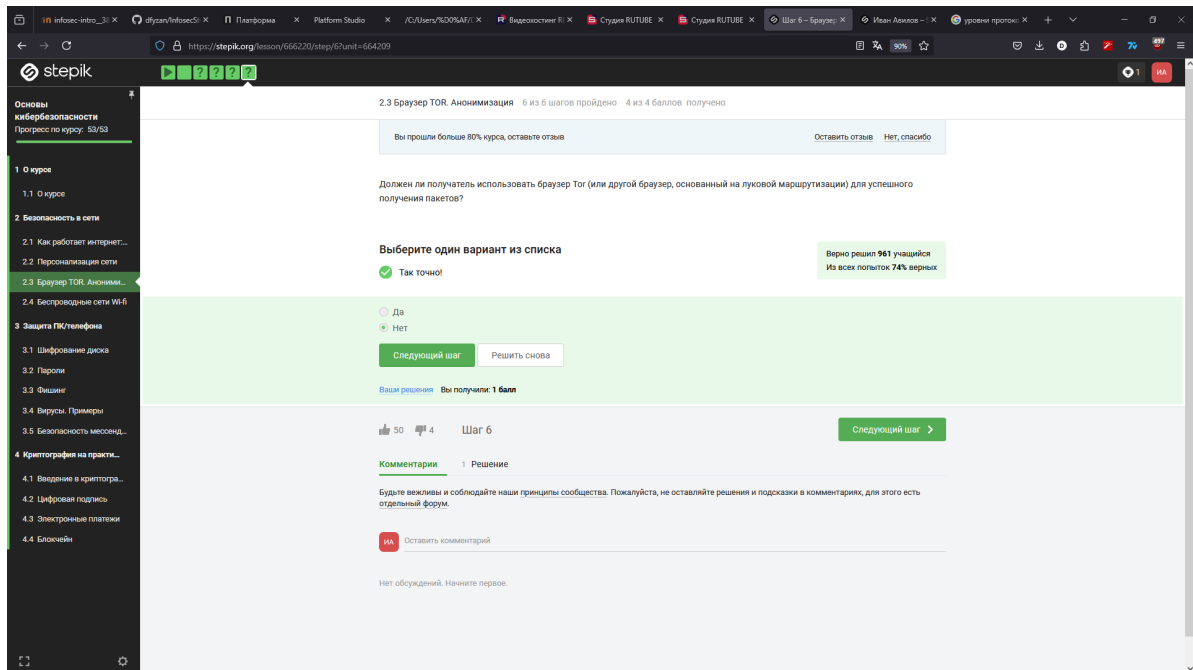 infosec-intro__38
dfyzan/InfosecSt
Платформа
Platform Studio
/C:/Users/%D0%AF/
Видеохостинг R
Студия RUTUBE
Студия RUTUBE
Шаг 6 – Браузер
Иван Авилов –
уровни проток
https://stepik.org/lesson/666220/step/6?unit=664209
90%
497
stepik
1
ИА
Основы
кибербезопасности
Прогресс по курсу: 53/53
1 О курсе
1.1 О курсе
2 Безопасность в сети
2.1 Как работает интернет:...
2.2 Персонализация сети
2.3 Браузер TOR. Аноними...
2.4 Беспроводные сети Wi-fi
3 Защита ПК/телефона
3.1 Шифрование диска
3.2 Пароли
3.3 Фишинг
3.4 Вирусы. Примеры
3.5 Безопасность мессенд...
4 Криптография на практи...
4.1 Введение в криптогра...
4.2 Цифровая подпись
4.3 Электронные платежи
4.4 Блокчейн
2.3 Браузер TOR. Анонимизация 6 из 6 шагов пройдено 4 из 4 баллов получено
Вы прошли больше 80% курса, оставьте отзыв
Оставить отзыв Нет, спасибо
Должен ли получатель использовать браузер Tor (или другой браузер, основанный на луковой маршрутизации) для успешного
получения пакетов?
Выберите один вариант из списка
Так точно!
Верно решил 961 учащийся
Из всех попыток 74% верных
Да
Нет
Следующий шаг
Решить снова
Ваши решения Вы получили: 1 балл
50 4 Шаг 6
Следующий шаг
Комментарии 1 Решение
Будьте вежливы и соблюдайте наши принципы сообщества. Пожалуйста, не оставляйте решения и подсказки в комментариях, для этого есть
отдельный форум.
ИА
Оставить комментарий
Нет обсуждений. Начните первое.